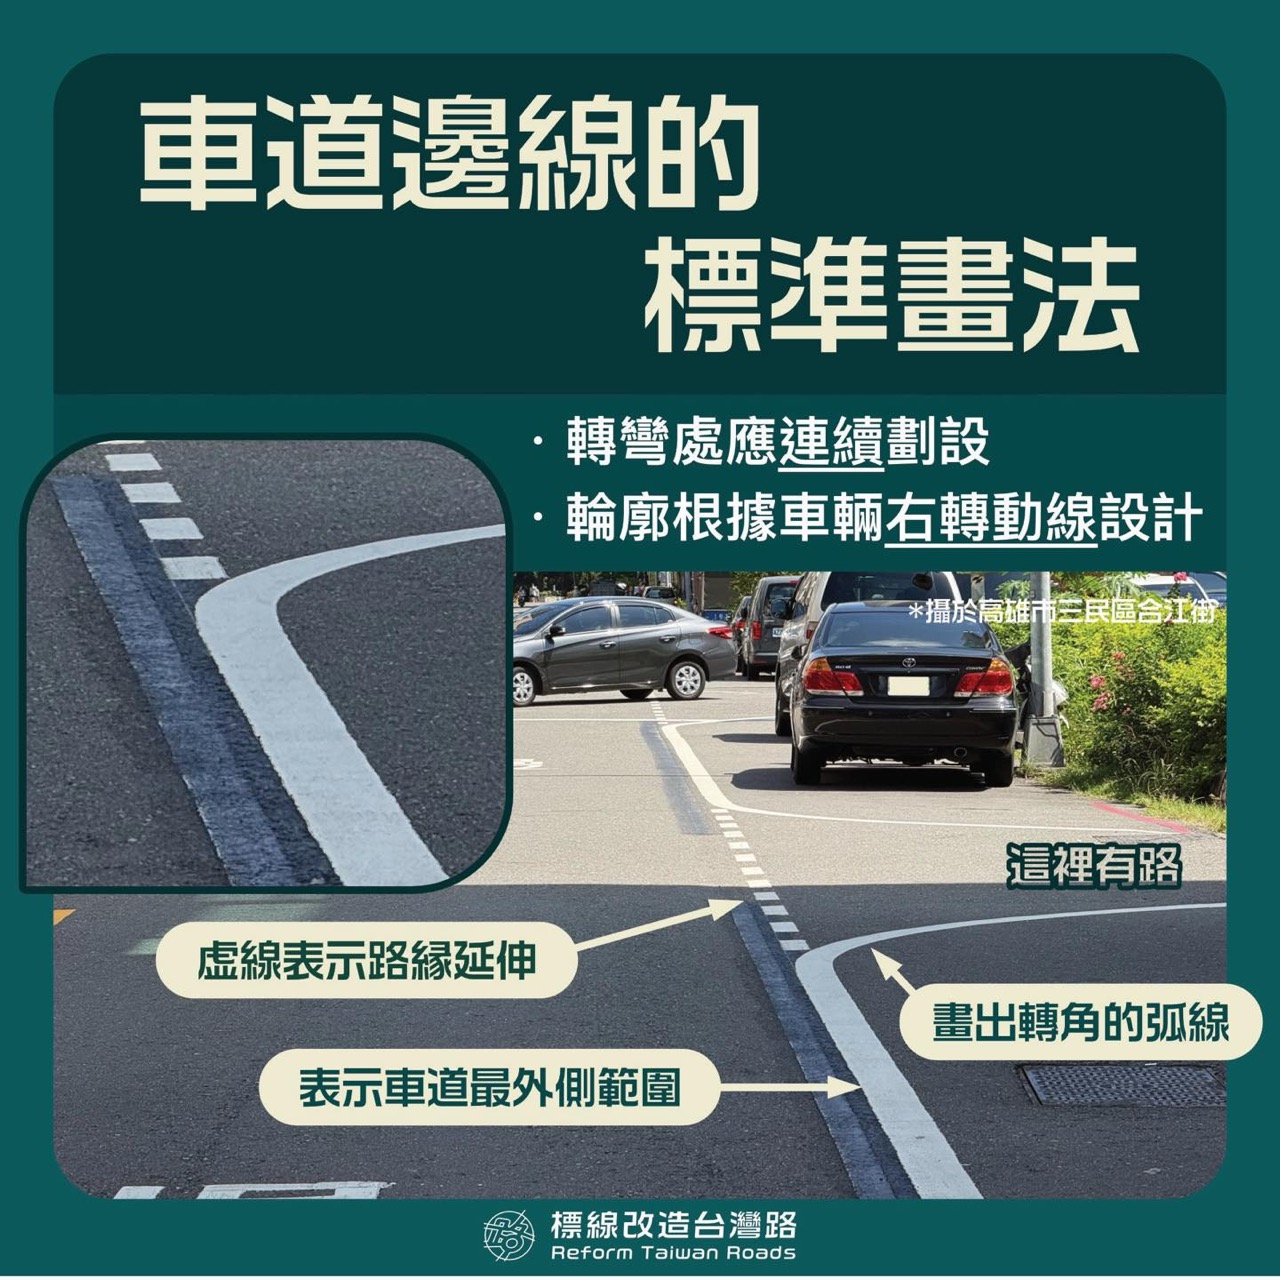 車道邊線的
標準畫法
· 轉彎處應連續劃設
· 輪廓根據車輛右轉動線設計
*攝於高雄市三民區合江街
這裡有路
虛線表示路緣延伸
畫出轉角的弧線
表示車道最外側範圍
標線改造台灣路
Reform Taiwan Roads